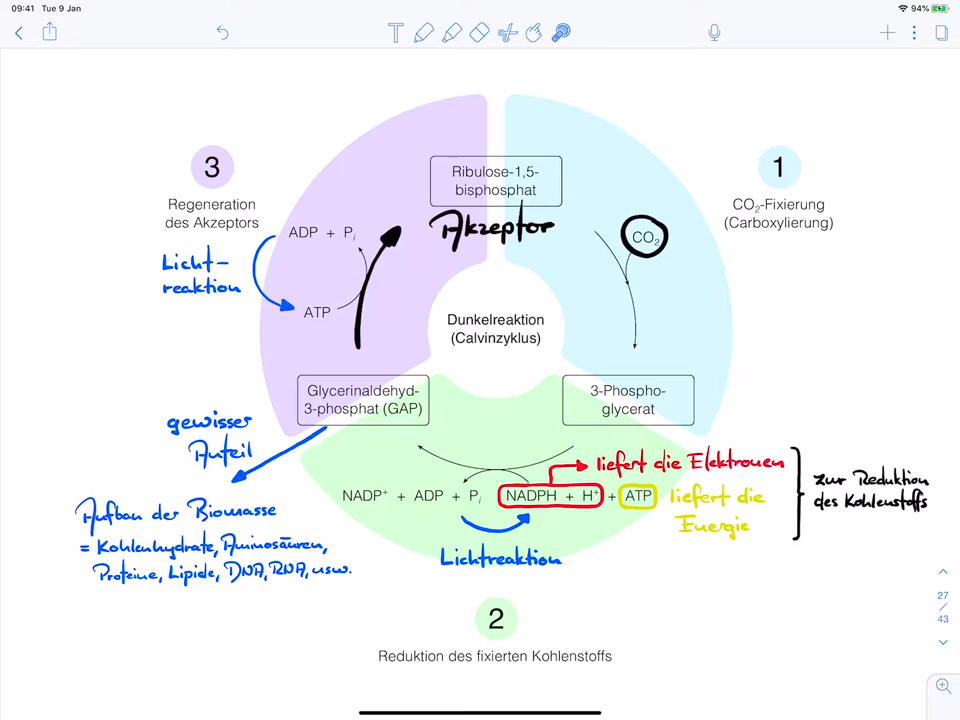 09:41 Tue 9 Jan
94%
T
3
Regeneration
des Akzeptors
1
CO₂-Fixierung
(Carboxylierung)
Ribulose-1,5-
bisphosphat
Akzeptor
CO₂
ADP + Pᵢ
Licht-
reaktion
ATP
Dunkelreaktion
(Calvinzyklus)
Glycerinaldehyd-
3-phosphat (GAP)
3-Phospho-
glycerat
gewisser
Anteil
liefert die Elektronen
NADP⁺ + ADP + Pᵢ
NADPH + H⁺ + ATP
liefert die
Energie
zur Reduktion
des Kohlenstoffs
Aufbau der Biomasse
= Kohlenhydrate, Aminosäuren,
Proteine, Lipide, DNA, RNA, usw.
Lichtreaktion
2
Reduktion des fixierten Kohlenstoffs
27
/
43